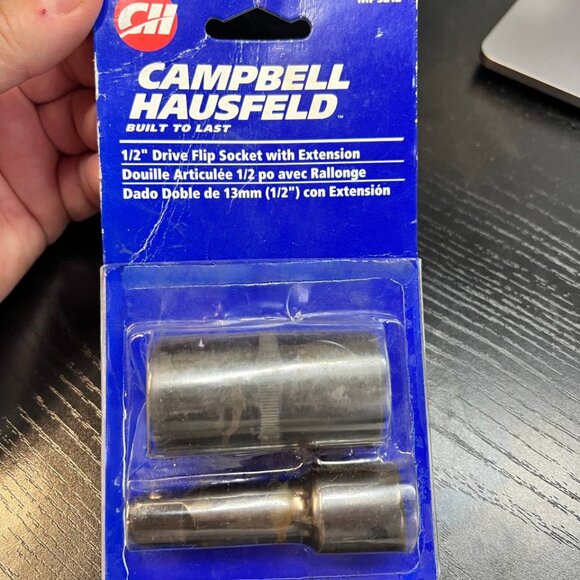 CH
CAMPBELL
HAUSFELD™
BUILT TO LAST
1/2" Drive Flip Socket with Extension
Douille Articulée 1/2 po avec Rallonge
Dado Doble de 13mm (1/2") con Extensión